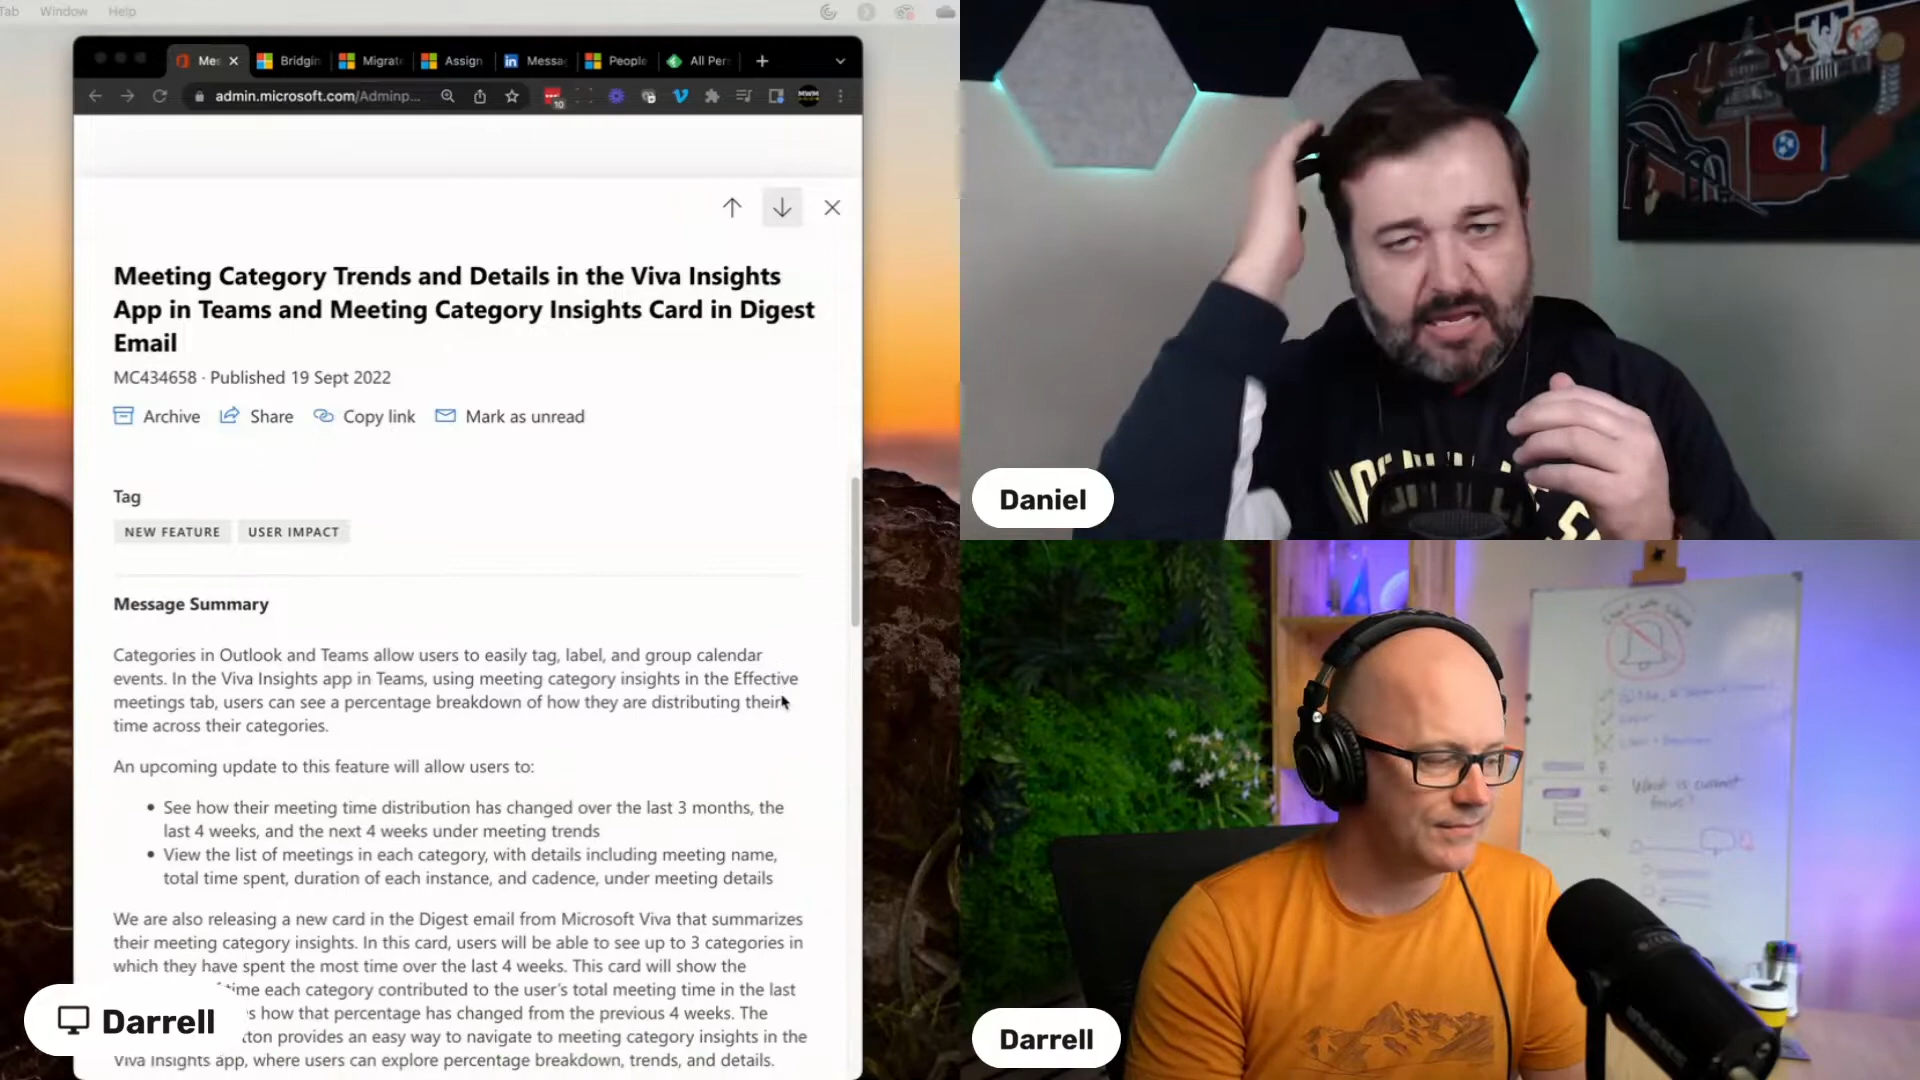 Tab Window Help
Mes Bridgin Migrat Assign Messa People All Per
admin.microsoft.com/Adminp...
10
MWM
Meeting Category Trends and Details in the Viva Insights
App in Teams and Meeting Category Insights Card in Digest
Email
MC434658 · Published 19 Sept 2022
Archive Share Copy link Mark as unread
Tag
NEW FEATURE USER IMPACT
Message Summary
Categories in Outlook and Teams allow users to easily tag, label, and group calendar
events. In the Viva Insights app in Teams, using meeting category insights in the Effective
meetings tab, users can see a percentage breakdown of how they are distributing their
time across their categories.
An upcoming update to this feature will allow users to:
• See how their meeting time distribution has changed over the last 3 months, the
last 4 weeks, and the next 4 weeks under meeting trends
• View the list of meetings in each category, with details including meeting name,
total time spent, duration of each instance, and cadence, under meeting details
We are also releasing a new card in the Digest email from Microsoft Viva that summarizes
their meeting category insights. In this card, users will be able to see up to 3 categories in
which they have spent the most time over the last 4 weeks. This card will show the
time each category contributed to the user's total meeting time in the last
how that percentage has changed from the previous 4 weeks. The
provides an easy way to navigate to meeting category insights in the
Viva Insights app, where users can explore percentage breakdown, trends, and details.
Darrell
Daniel
Darrell
What is current
focus?